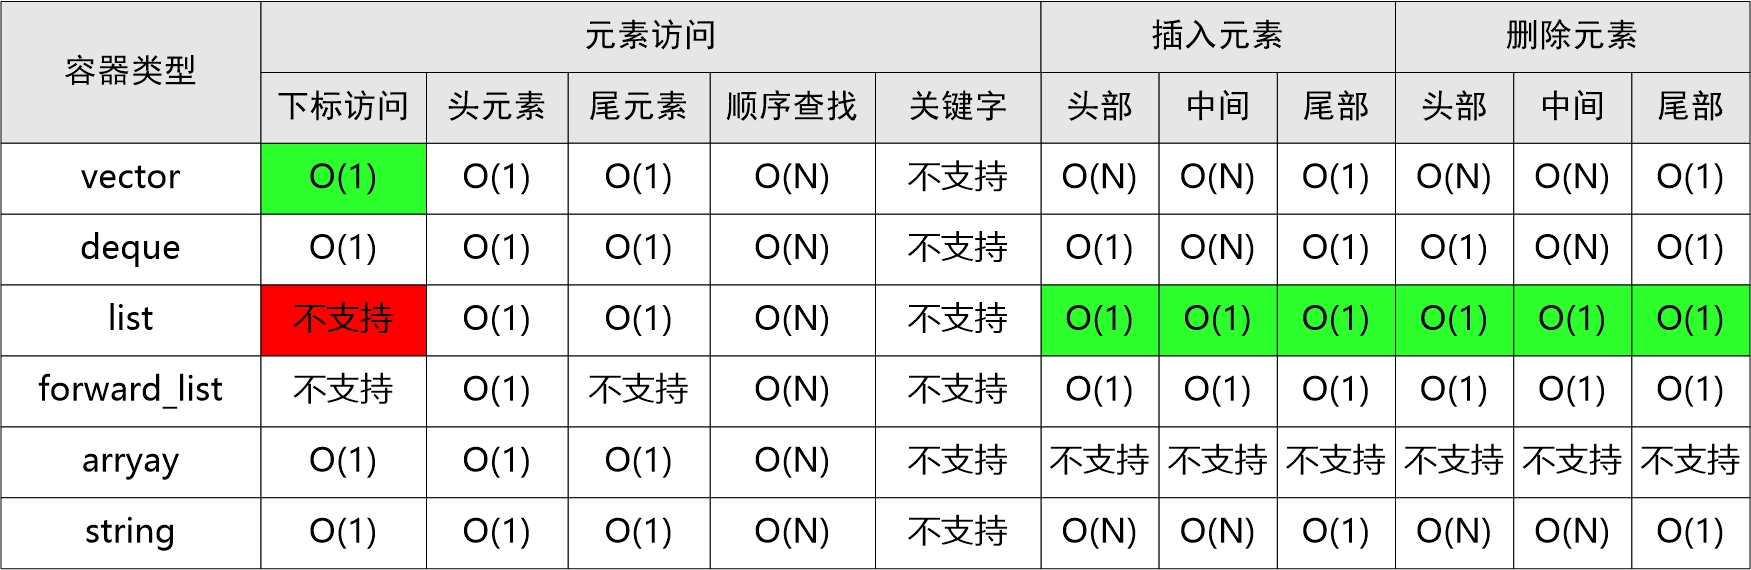 容器类型 元素访问 插入元素 删除元素
下标访问 头元素 尾元素 顺序查找 关键字 头部 中间 尾部 头部 中间 尾部
vector O(1) O(1) O(1) O(N) 不支持 O(N) O(N) O(1) O(N) O(N) O(1)
deque O(1) O(1) O(1) O(N) 不支持 O(1) O(N) O(1) O(1) O(N) O(1)
list 不支持 O(1) O(1) O(N) 不支持 O(1) O(1) O(1) O(1) O(1) O(1)
forward_list 不支持 O(1) 不支持 O(N) 不支持 O(1) O(1) O(1) O(1) O(1) O(1)
arryay O(1) O(1) O(1) O(N) 不支持 不支持 不支持 不支持 不支持 不支持 不支持
string O(1) O(1) O(1) O(N) 不支持 O(N) O(N) O(1) O(N) O(N) O(1)